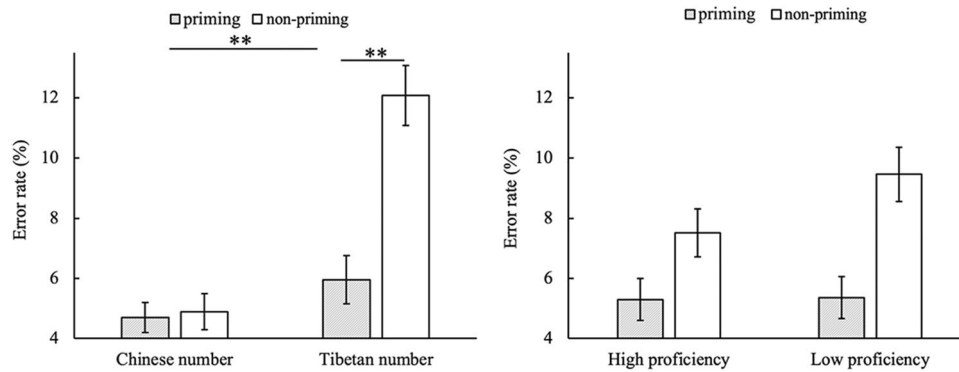 priming non-priming
**
**
Error rate (%)
12
10
8
6
4
Chinese number Tibetan number
priming non-priming
Error rate (%)
12
10
8
6
4
High proficiency Low proficiency